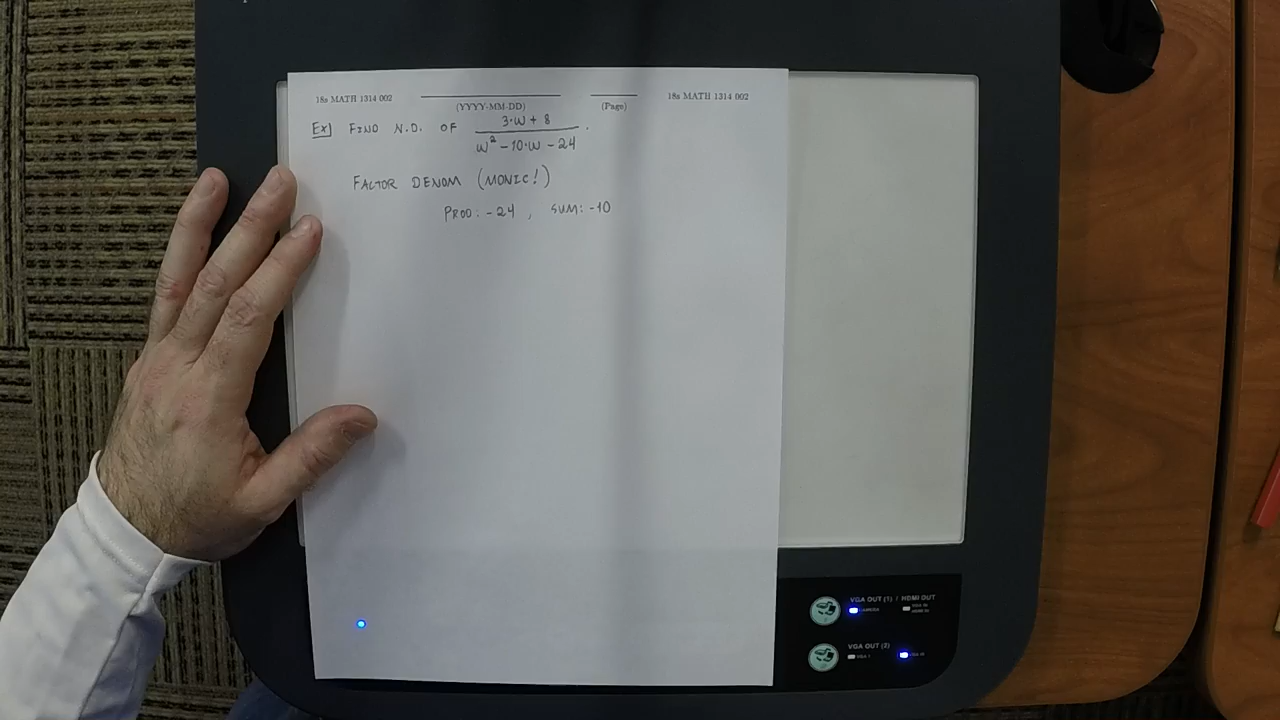 18s MATH 1314 002
(YYYY-MM-DD)
(Page)
18s MATH 1314 002
Ex] FIND N.D. OF 3·W + 8 / W² - 10·W - 24 .
FACTOR DENOM (MONIC!)
PROD: -24 , SUM: -10
VGA OUT (1) / HDMI OUT
VGA OUT (2)